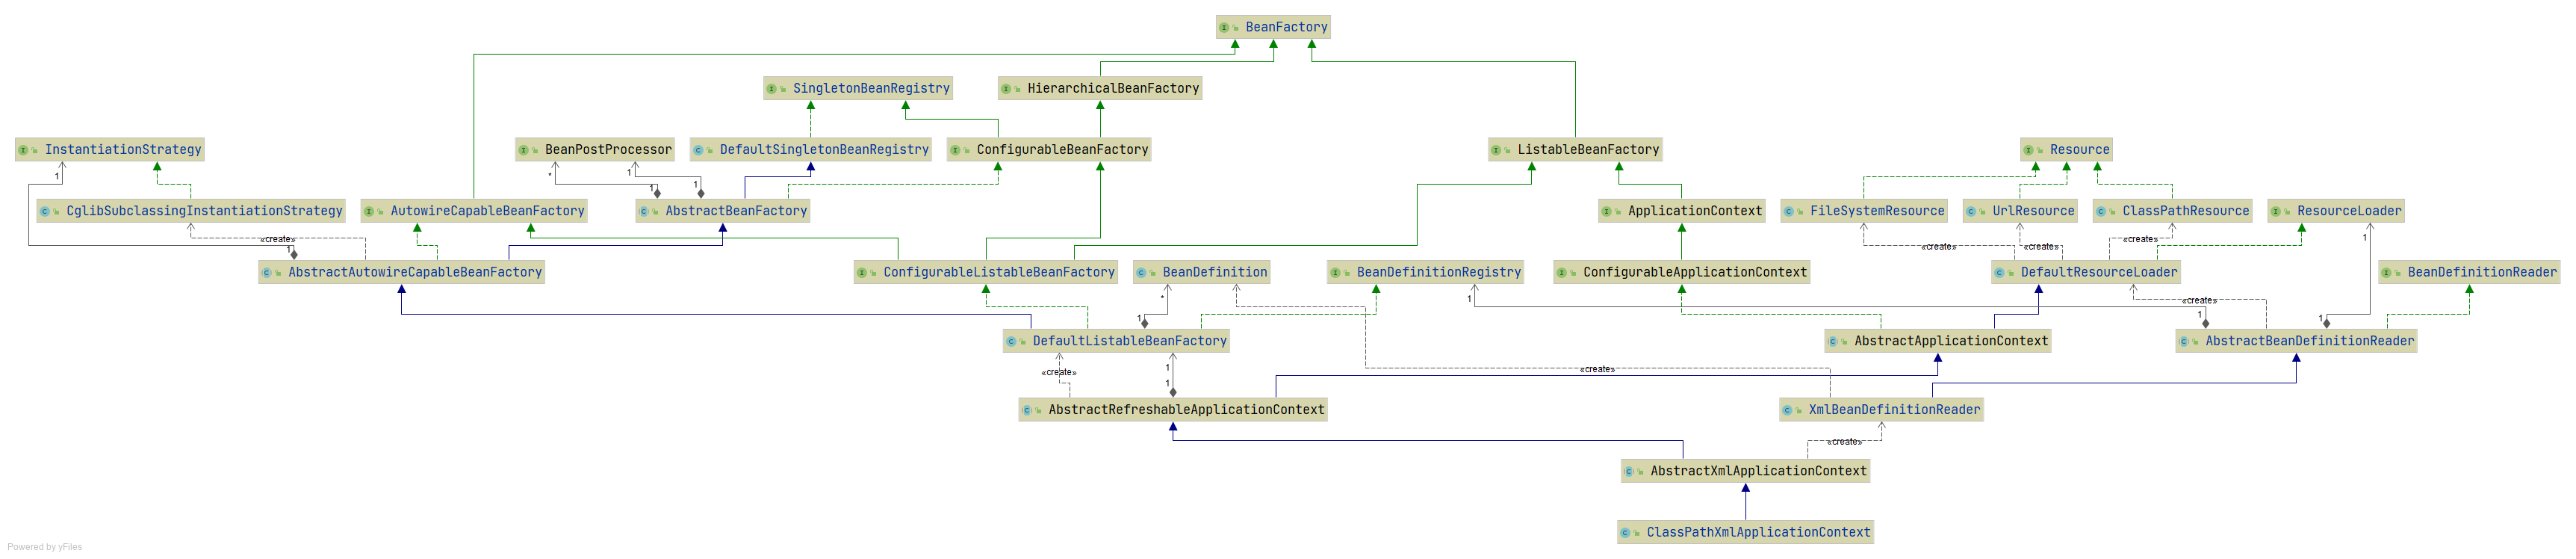 BeanFactory
SingletonBeanRegistry
HierarchicalBeanFactory
InstantiationStrategy
BeanPostProcessor
DefaultSingletonBeanRegistry
ConfigurableBeanFactory
ListableBeanFactory
Resource
1
*
1
1
1
CglibSubclassingInstantiationStrategy
AutowireCapableBeanFactory
AbstractBeanFactory
ApplicationContext
FileSystemResource
UrlResource
ClassPathResource
ResourceLoader
«create»
1
«create»
«create»
«create»
1
AbstractAutowireCapableBeanFactory
ConfigurableListableBeanFactory
BeanDefinition
BeanDefinitionRegistry
ConfigurableApplicationContext
DefaultResourceLoader
BeanDefinitionReader
*
1
«create»
1
1
1
DefaultListableBeanFactory
AbstractApplicationContext
AbstractBeanDefinitionReader
«create»
1
1
«create»
AbstractRefreshableApplicationContext
XmlBeanDefinitionReader
«create»
AbstractXmlApplicationContext
ClassPathXmlApplicationContext
Powered by yFiles